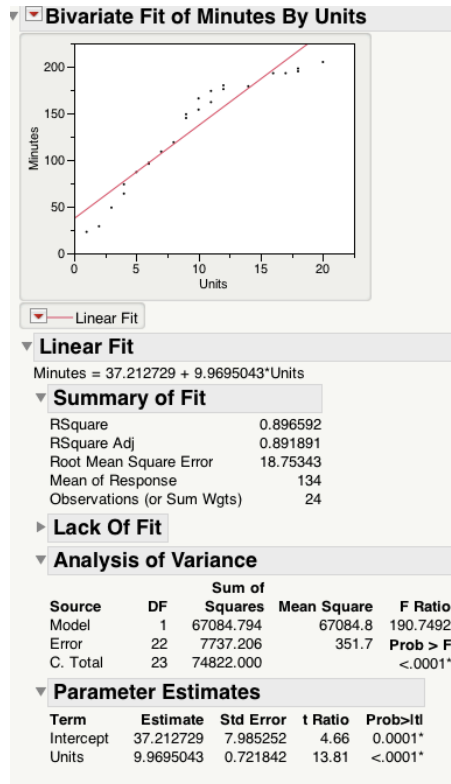 Bivariate Fit of Minutes By Units
200
150
100
50
0
Minutes
0 5 10 15 20
Units
Linear Fit
Linear Fit
Minutes = 37.212729 + 9.9695043*Units
Summary of Fit
RSquare 0.896592
RSquare Adj 0.891891
Root Mean Square Error 18.75343
Mean of Response 134
Observations (or Sum Wgts) 24
Lack Of Fit
Analysis of Variance
Sum of
Source DF Squares Mean Square F Ratio
Model 1 67084.794 67084.8 190.7492
Error 22 7737.206 351.7 Prob > F
C. Total 23 74822.000 <.0001*
Parameter Estimates
Term Estimate Std Error t Ratio Prob>|t|
Intercept 37.212729 7.985252 4.66 0.0001*
Units 9.9695043 0.721842 13.81 <.0001*